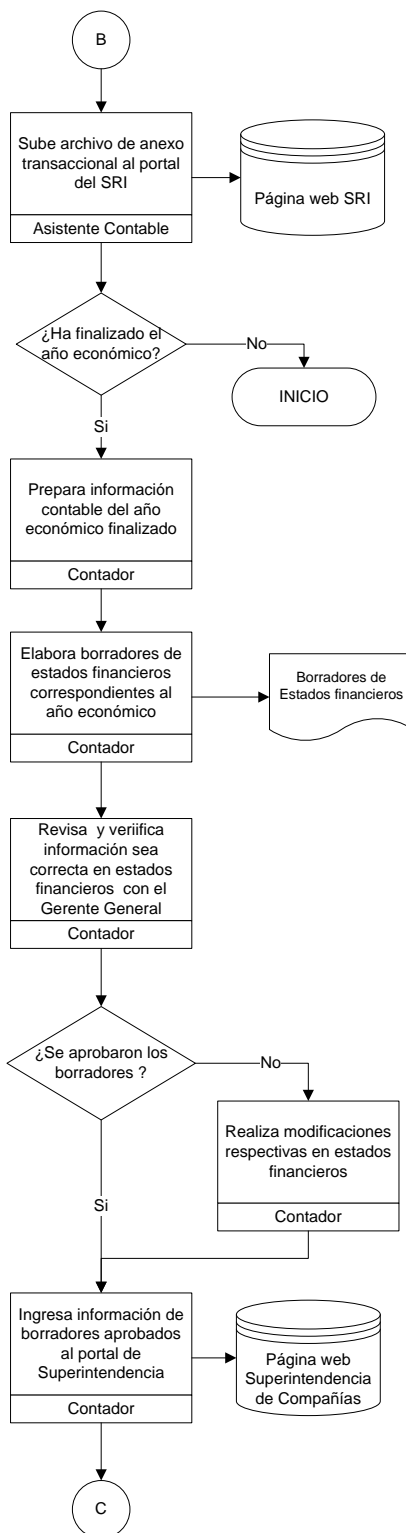 B
Sube archivo de anexo
transaccional al portal
del SRI
Asistente Contable
Página web SRI
¿Ha finalizado el
año económico?
No
INICIO
Si
Prepara información
contable del año
económico finalizado
Contador
Elabora borradores de
estados financieros
correspondientes al
año económico
Contador
Borradores de
Estados financieros
Revisa y veriifica
información sea
correcta en estados
financieros con el
Gerente General
Contador
¿Se aprobaron los
borradores ?
No
Realiza modificaciones
respectivas en estados
financieros
Contador
Si
Ingresa información de
borradores aprobados
al portal de
Superintendencia
Contador
Página web
Superintendencia
de Compañías
C